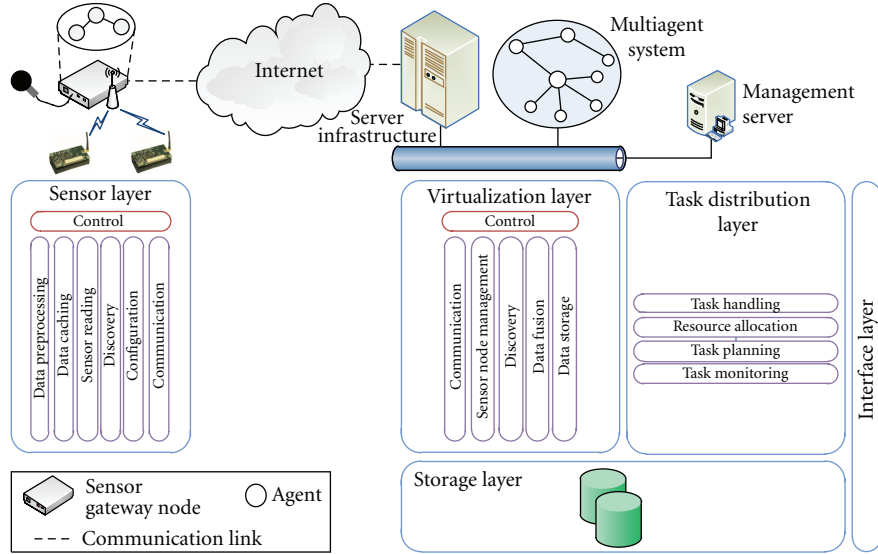 Internet
Server
infrastructure
Multiagent
system
Management
server
Sensor layer
Control
Data preprocessing
Data caching
Sensor reading
Discovery
Configuration
Communication
Virtualization layer
Control
Communication
Sensor node management
Discovery
Data fusion
Data storage
Task distribution
layer
Task handling
Resource allocation
Task planning
Task monitoring
Interface layer
Storage layer
Sensor
gateway node
Agent
Communication link